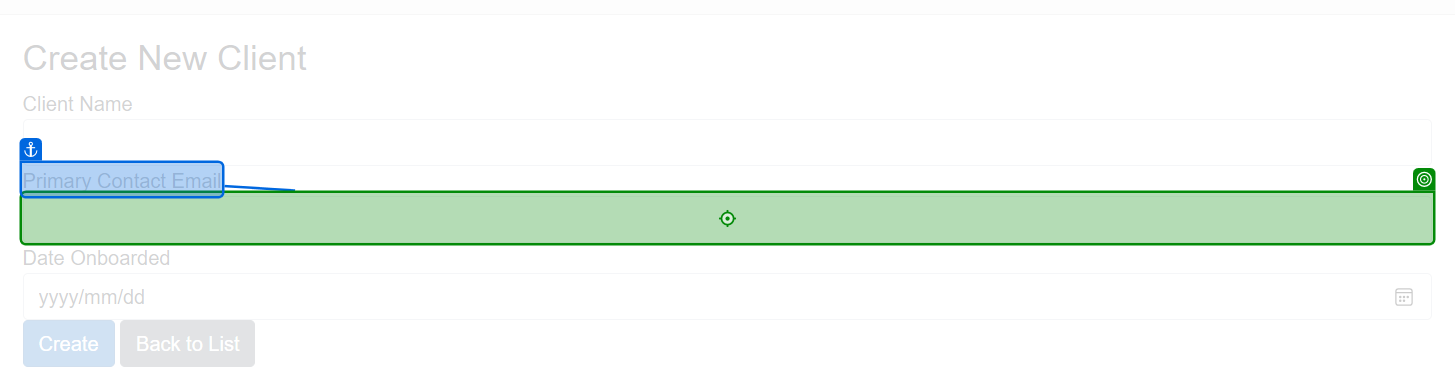 Create New Client
Client Name
Primary Contact Email
Date Onboarded
yyyy/mm/dd
Create Back to List